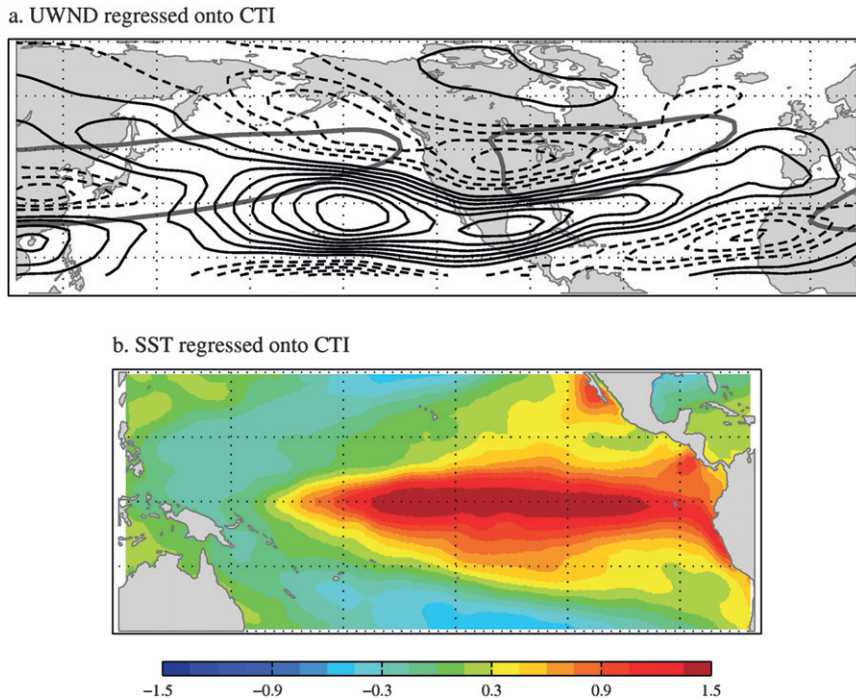 a. UWND regressed onto CTI
b. SST regressed onto CTI
−1.5 −0.9 −0.3 0.3 0.9 1.5